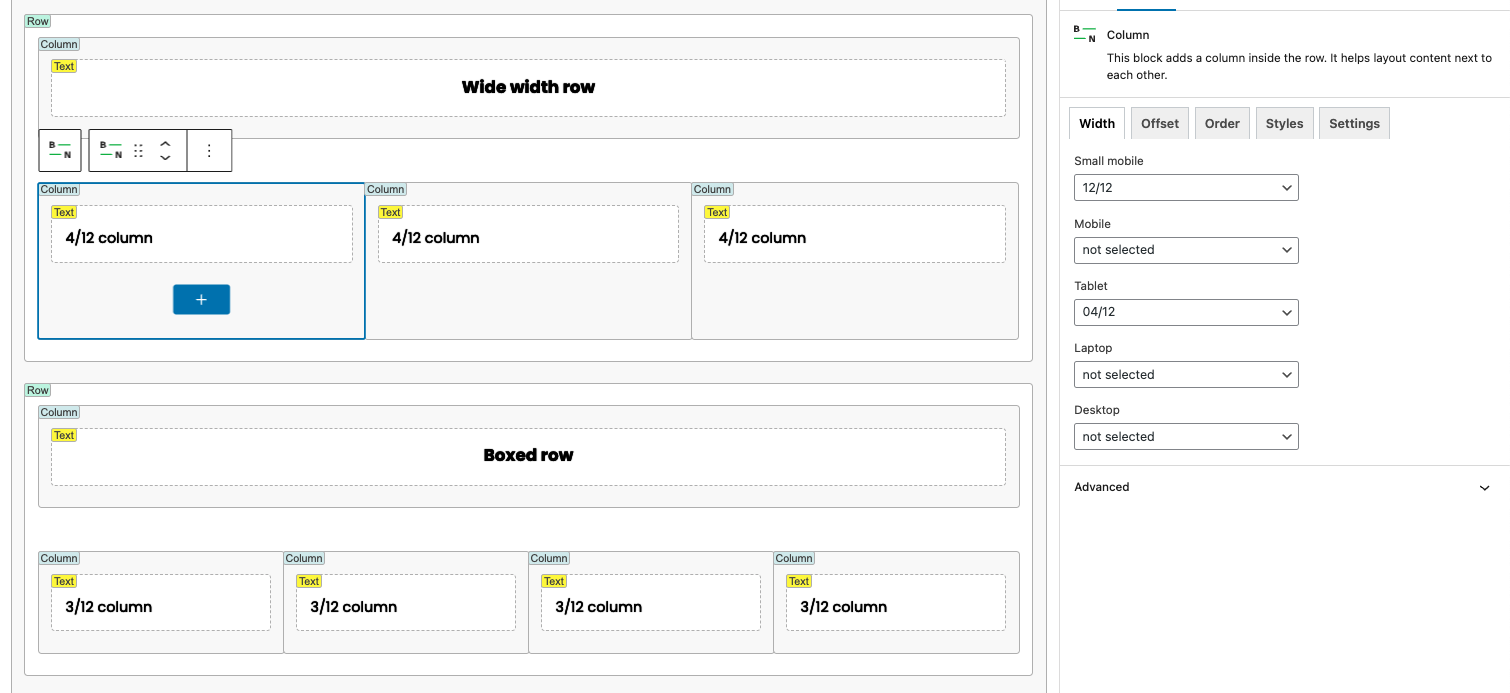 Row
Column
Text
Wide width row
B N
B N
Column
Column
Column
Text
Text
Text
4/12 column
4/12 column
4/12 column
+
Row
Column
Text
Boxed row
Column
Column
Column
Column
Text
Text
Text
Text
3/12 column
3/12 column
3/12 column
3/12 column
B N
Column
This block adds a column inside the row. It helps layout content next to
each other.
Width
Offset
Order
Styles
Settings
Small mobile
12/12
Mobile
not selected
Tablet
04/12
Laptop
not selected
Desktop
not selected
Advanced